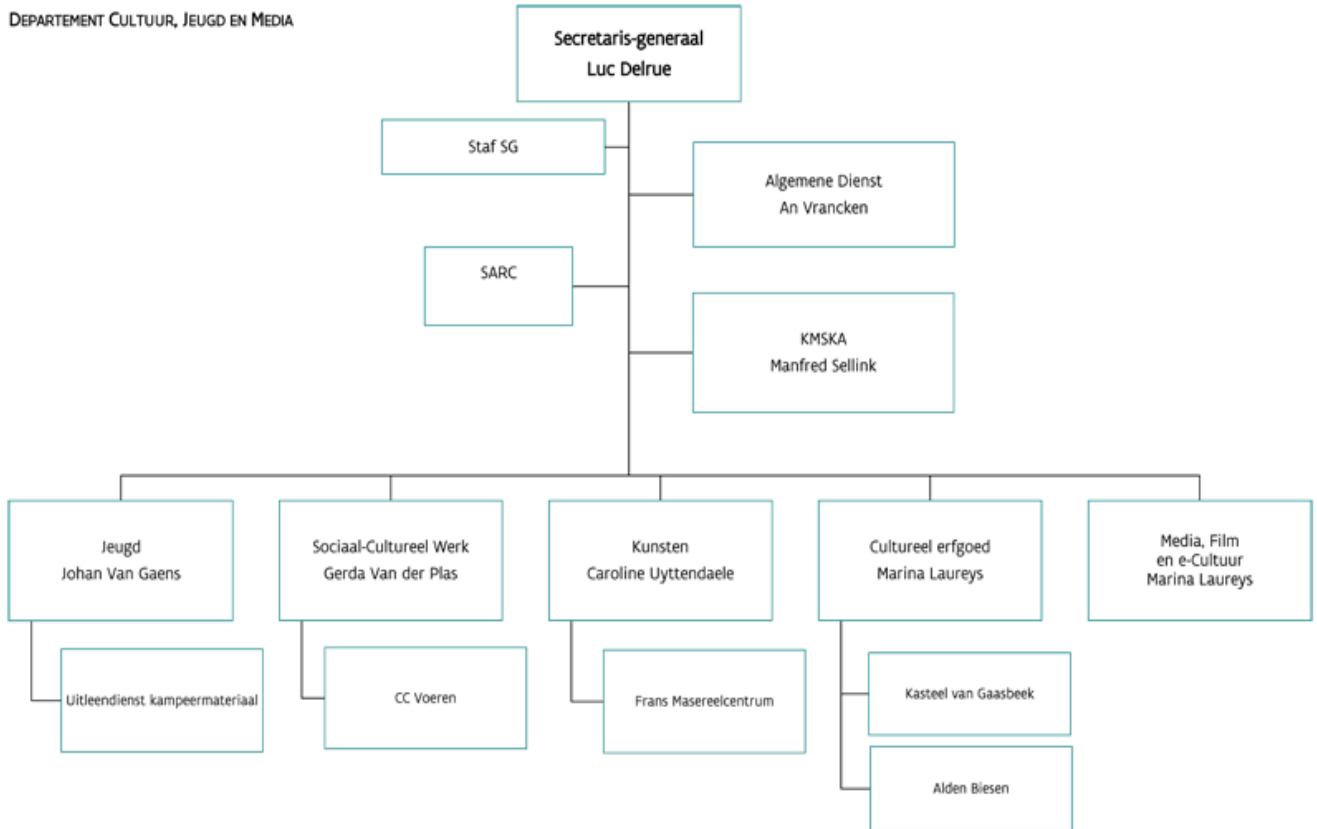 DEPARTEMENT CULTUUR, JEUGD EN MEDIA
Secretaris-generaal
Luc Delrue
Staf SG
Algemene Dienst
An Vrancken
SARC
KMSKA
Manfred Sellink
Jeugd
Johan Van Gaens
Sociaal-Cultureel Werk
Gerda Van der Plas
Kunsten
Caroline Uyttendaele
Cultureel erfgoed
Marina Laureys
Media, Film
en e-Cultuur
Marina Laureys
Uitleendienst kampeermateriaal
CC Voeren
Frans Masereelcentrum
Kasteel van Gaasbeek
Alden Biesen